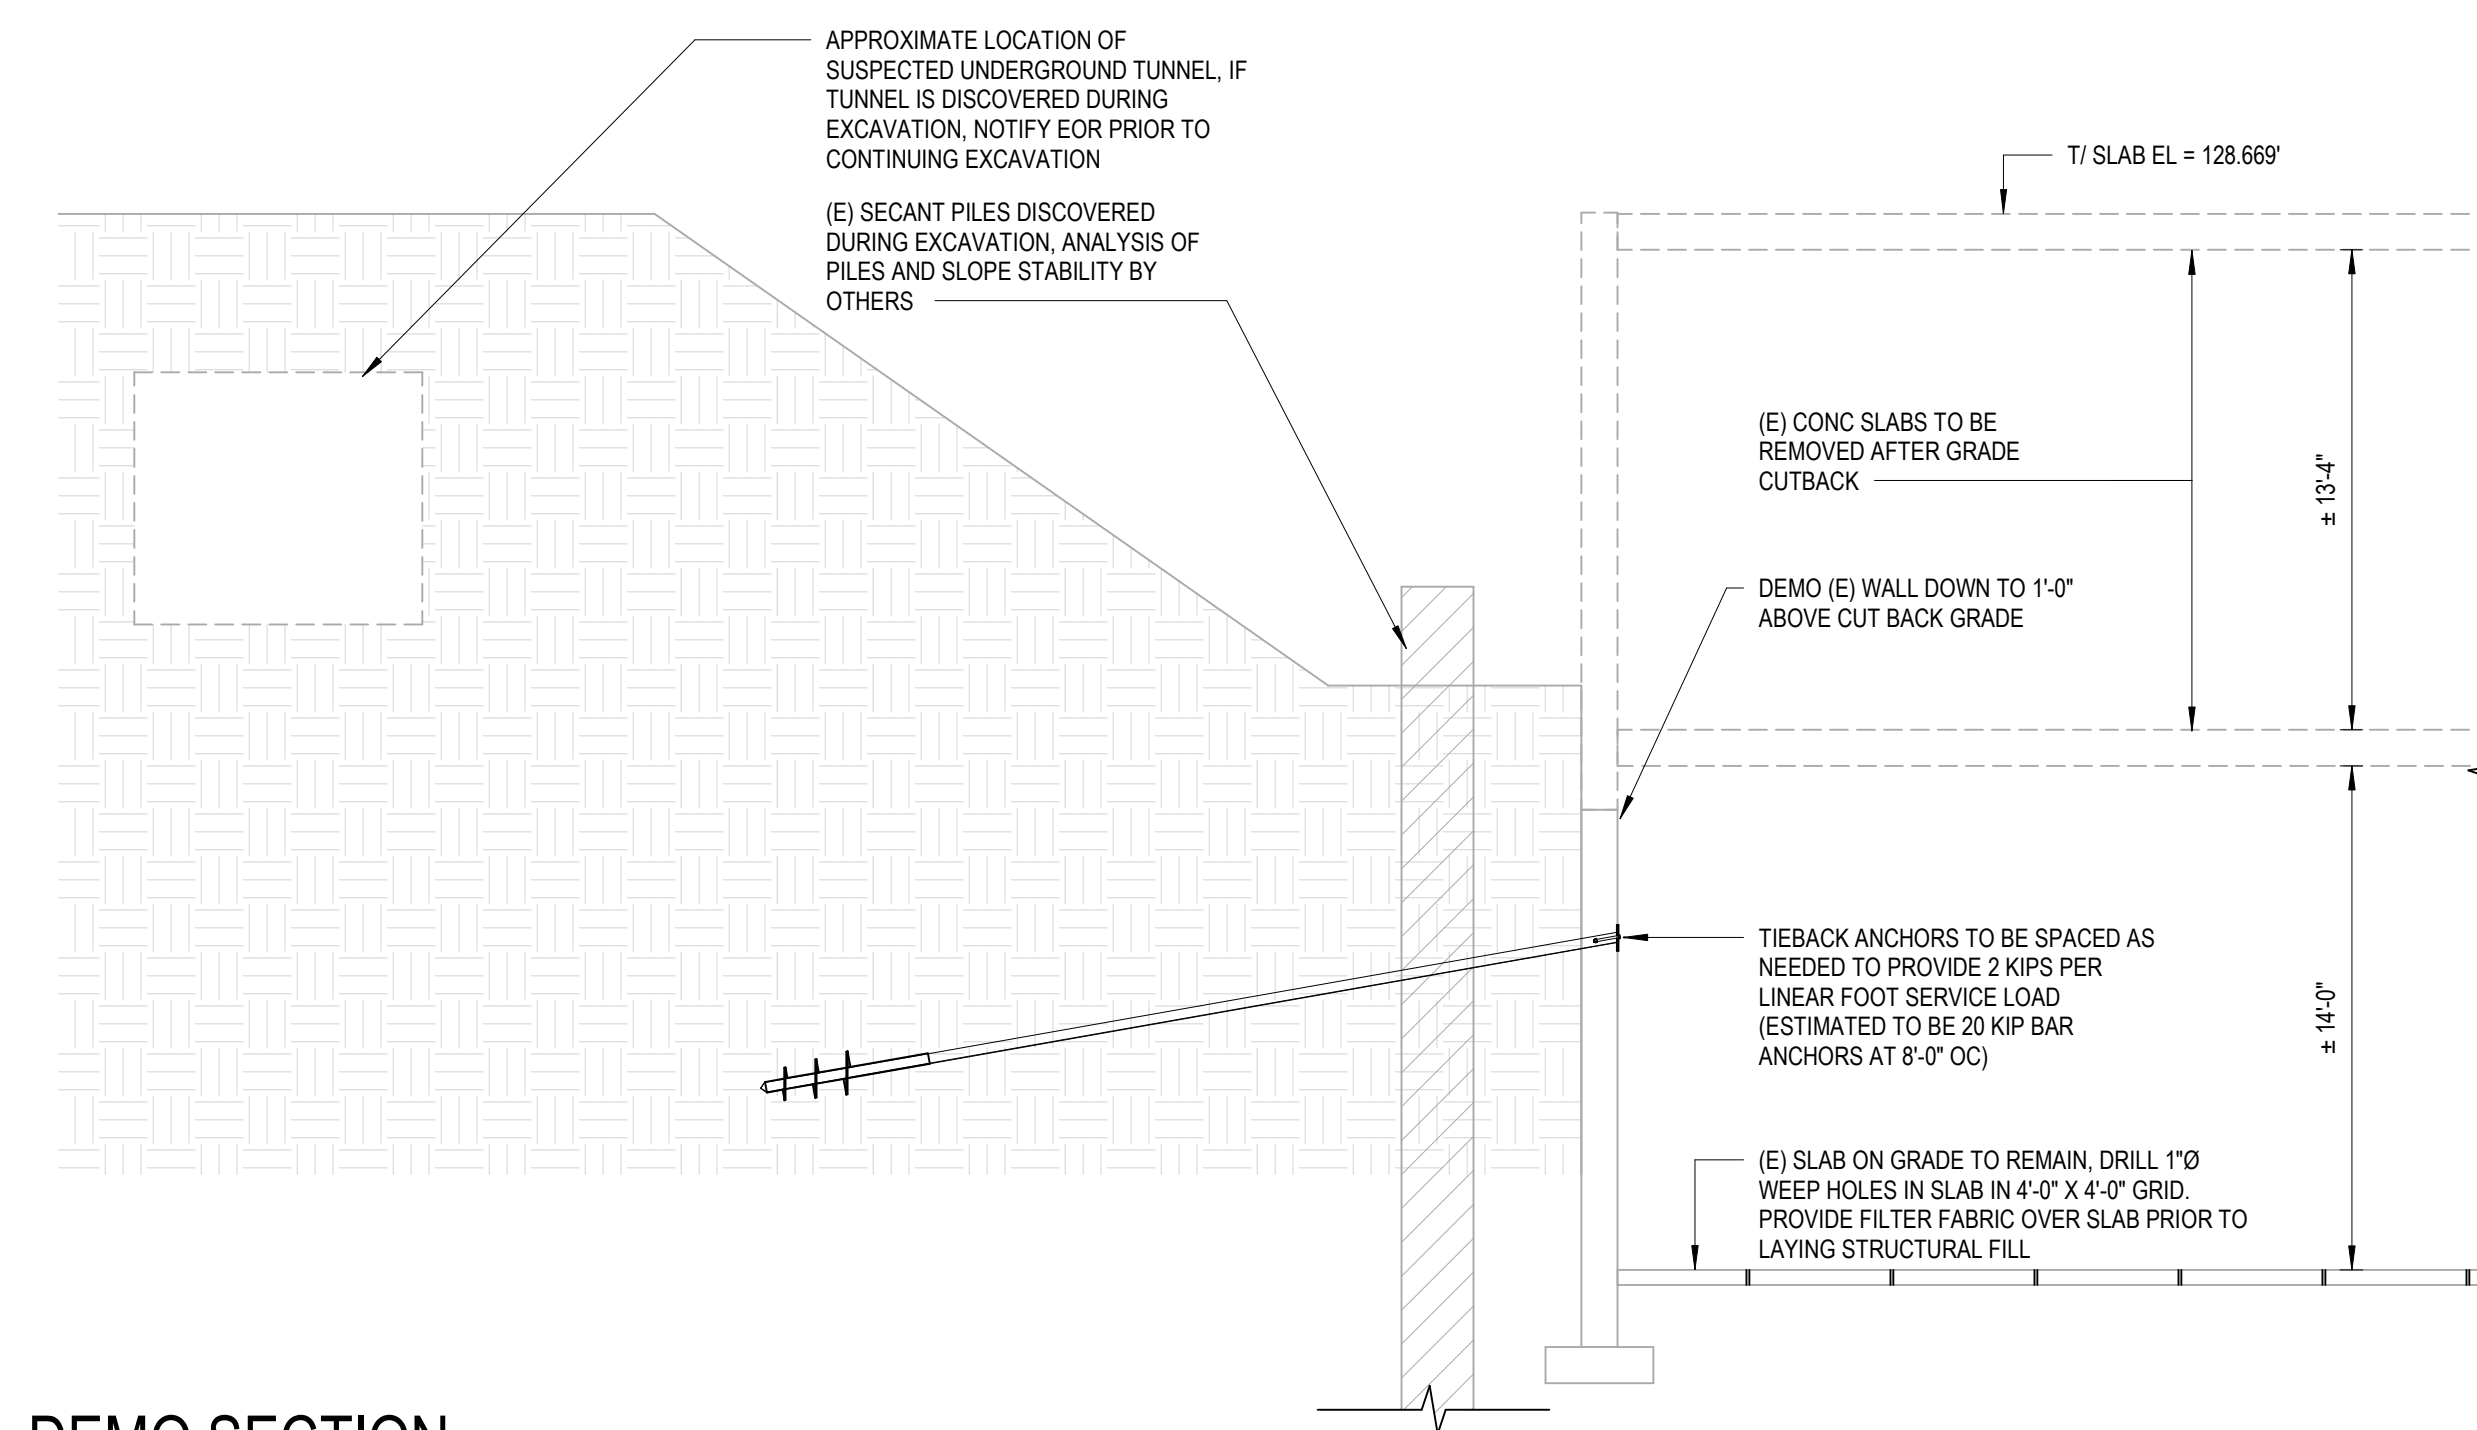 APPROXIMATE LOCATION OF
SUSPECTED UNDERGROUND TUNNEL, IF
TUNNEL IS DISCOVERED DURING
EXCAVATION, NOTIFY EOR PRIOR TO
CONTINUING EXCAVATION
(E) SECANT PILES DISCOVERED
DURING EXCAVATION, ANALYSIS OF
PILES AND SLOPE STABILITY BY
OTHERS
T/ SLAB EL = 128.669'
(E) CONC SLABS TO BE
REMOVED AFTER GRADE
CUTBACK
± 13'-4"
DEMO (E) WALL DOWN TO 1'-0"
ABOVE CUT BACK GRADE
TIEBACK ANCHORS TO BE SPACED AS
NEEDED TO PROVIDE 2 KIPS PER
LINEAR FOOT SERVICE LOAD
(ESTIMATED TO BE 20 KIP BAR
ANCHORS AT 8'-0" OC)
± 14'-0"
(E) SLAB ON GRADE TO REMAIN, DRILL 1"Ø
WEEP HOLES IN SLAB IN 4'-0" X 4'-0" GRID.
PROVIDE FILTER FABRIC OVER SLAB PRIOR TO
LAYING STRUCTURAL FILL
DEMO SECTION